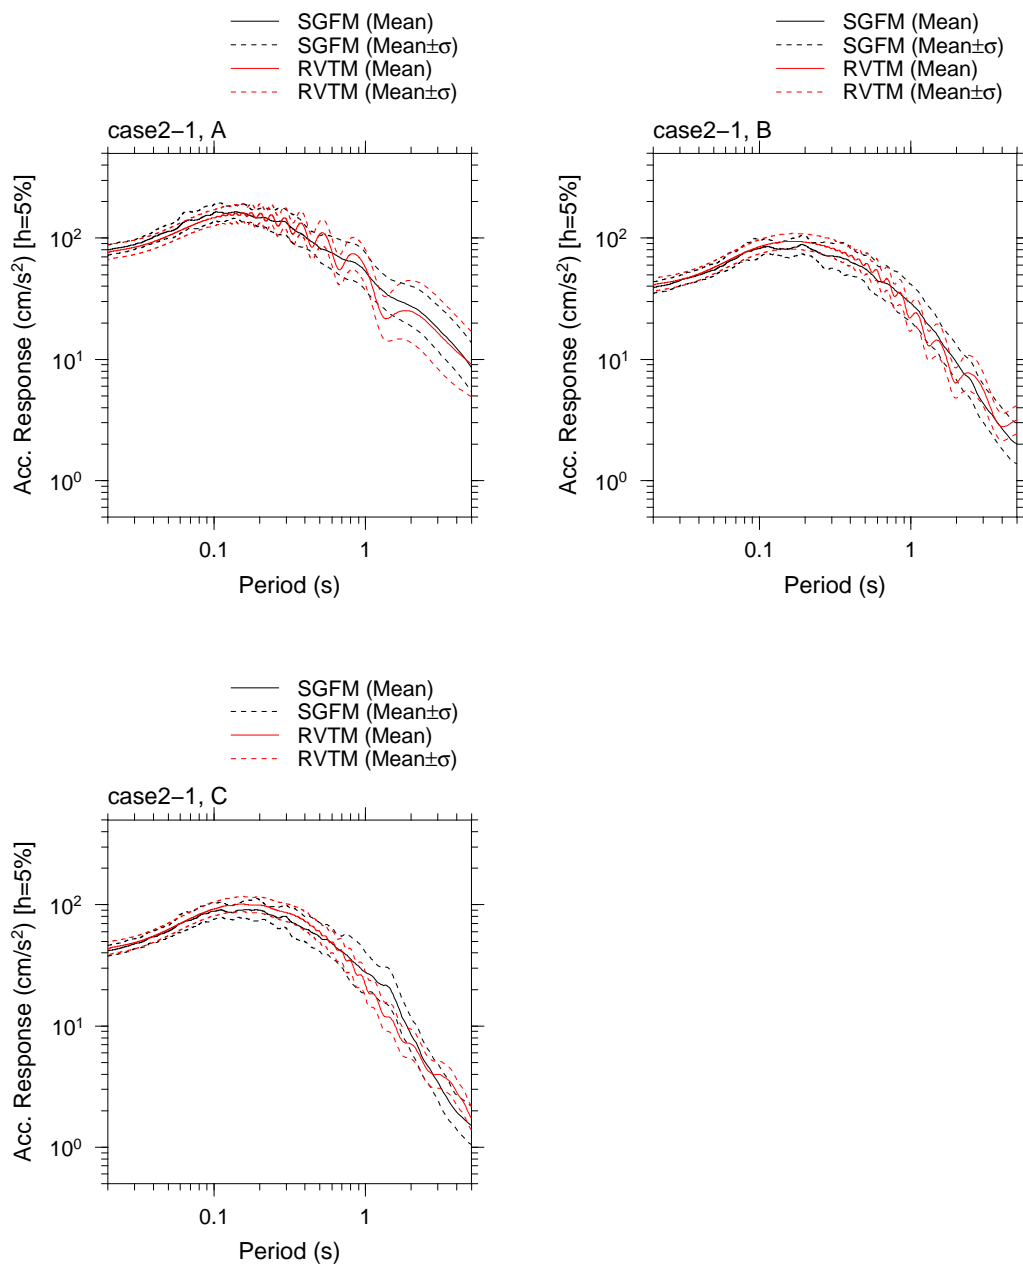 SGFM (Mean)
SGFM (Mean±σ)
RVTM (Mean)
RVTM (Mean±σ)
case2−1, A
Acc. Response (cm/s²) [h=5%]
10²
10¹
10⁰
0.1
1
Period (s)
SGFM (Mean)
SGFM (Mean±σ)
RVTM (Mean)
RVTM (Mean±σ)
case2−1, B
Acc. Response (cm/s²) [h=5%]
10²
10¹
10⁰
0.1
1
Period (s)
SGFM (Mean)
SGFM (Mean±σ)
RVTM (Mean)
RVTM (Mean±σ)
case2−1, C
Acc. Response (cm/s²) [h=5%]
10²
10¹
10⁰
0.1
1
Period (s)